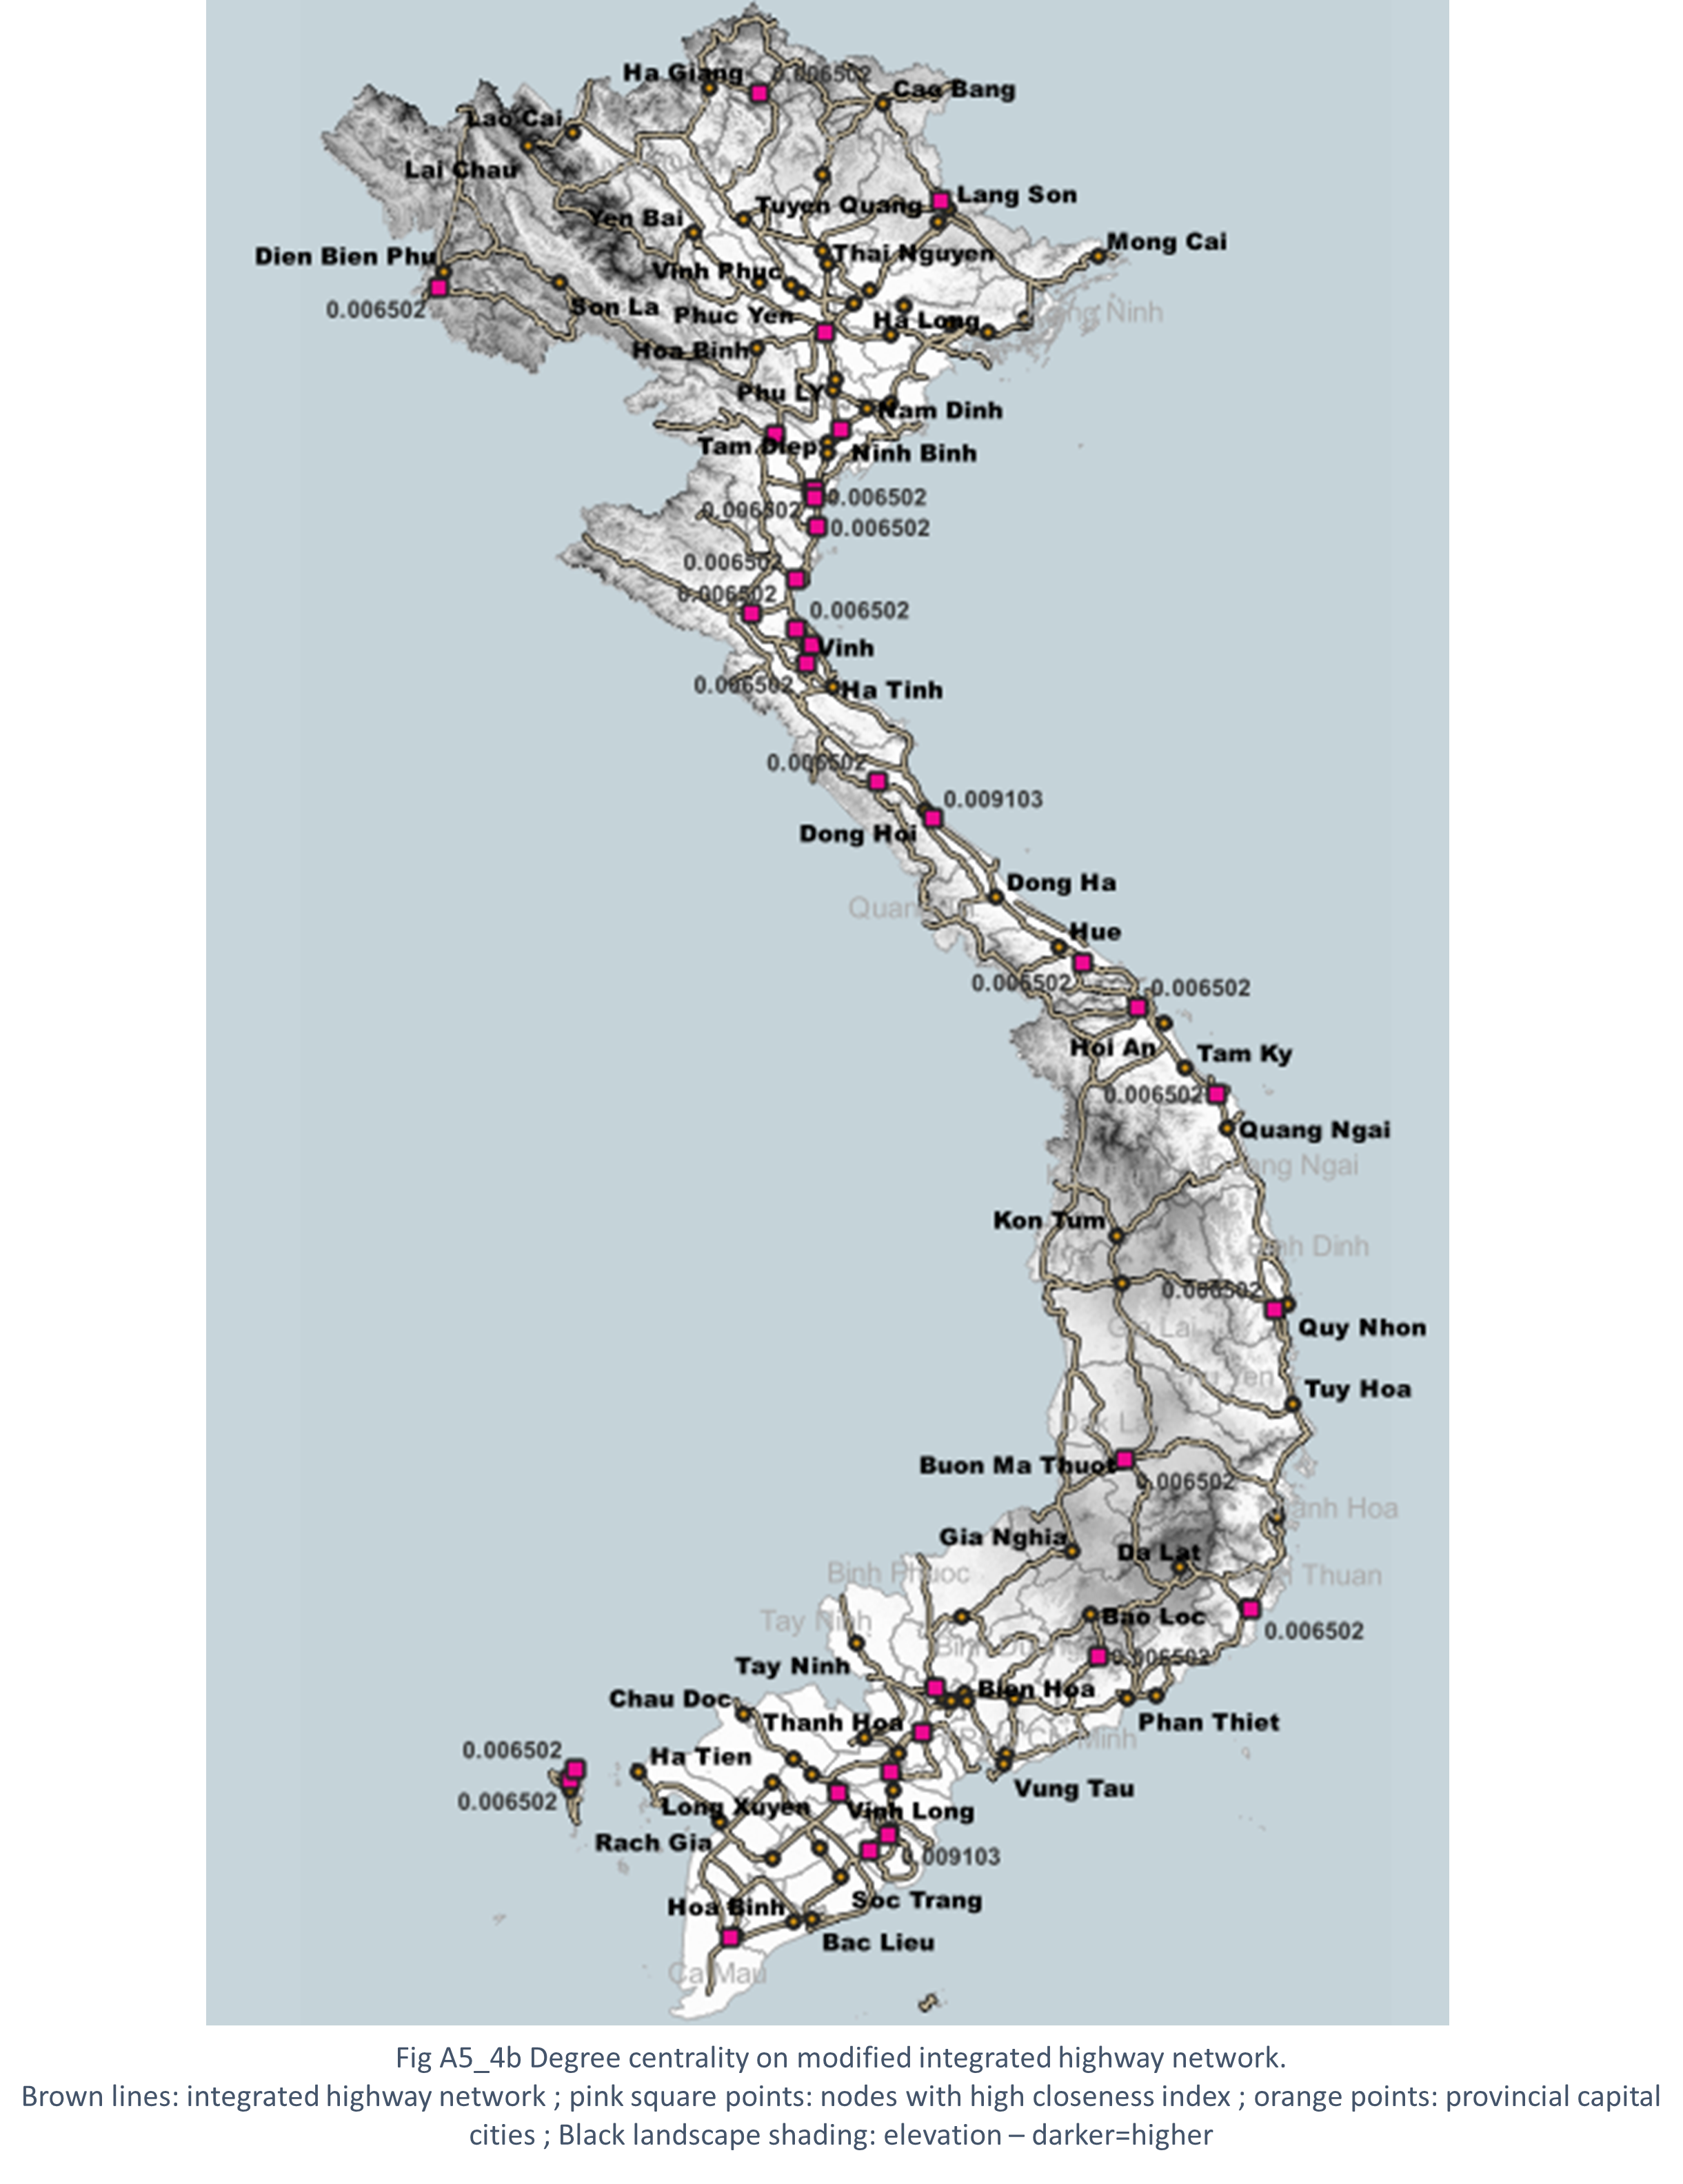 Ha Giang
0.006502
Cao Bang
Lao Cai
Lai Chau
Lang Son
Tuyen Quang
Yen Bai
Mong Cai
Dien Bien Phu
Thai Nguyen
Vinh Phuc
0.006502
Son La
Phuc Yen
Ha Long
Quang Ninh
Hoa Binh
Phu LY
Nam Dinh
Tam Diep
Ninh Binh
0.006502
0.006502
0.006502
0.006502
0.006502
0.006502
Vinh
0.006502
Ha Tinh
0.006502
0.009103
Dong Hoi
Dong Ha
Quang Tri
Hue
0.006502
0.006502
Hoi An
Tam Ky
0.006502
Quang Ngai
Quang Ngai
Kon Tum
Binh Dinh
0.006502
Gia Lai
Quy Nhon
Phu Yen
Tuy Hoa
Dak Lak
Buon Ma Thuot
0.006502
Khanh Hoa
Gia Nghia
Da Lat
Binh Phuoc
Thuan
Tay Ninh
Bao Loc
0.006502
Binh Duong
0.006502
Tay Ninh
Bien Hoa
Chau Doc
Thanh Hoa
Phan Thiet
Minh
0.006502
Ha Tien
Vung Tau
0.006502
Long Xuyen
Vinh Long
Rach Gia
0.009103
Soc Trang
Hoa Binh
Bac Lieu
Ca Mau
Fig A5_4b Degree centrality on modified integrated highway network.
Brown lines: integrated highway network ; pink square points: nodes with high closeness index ; orange points: provincial capital
cities ; Black landscape shading: elevation – darker=higher